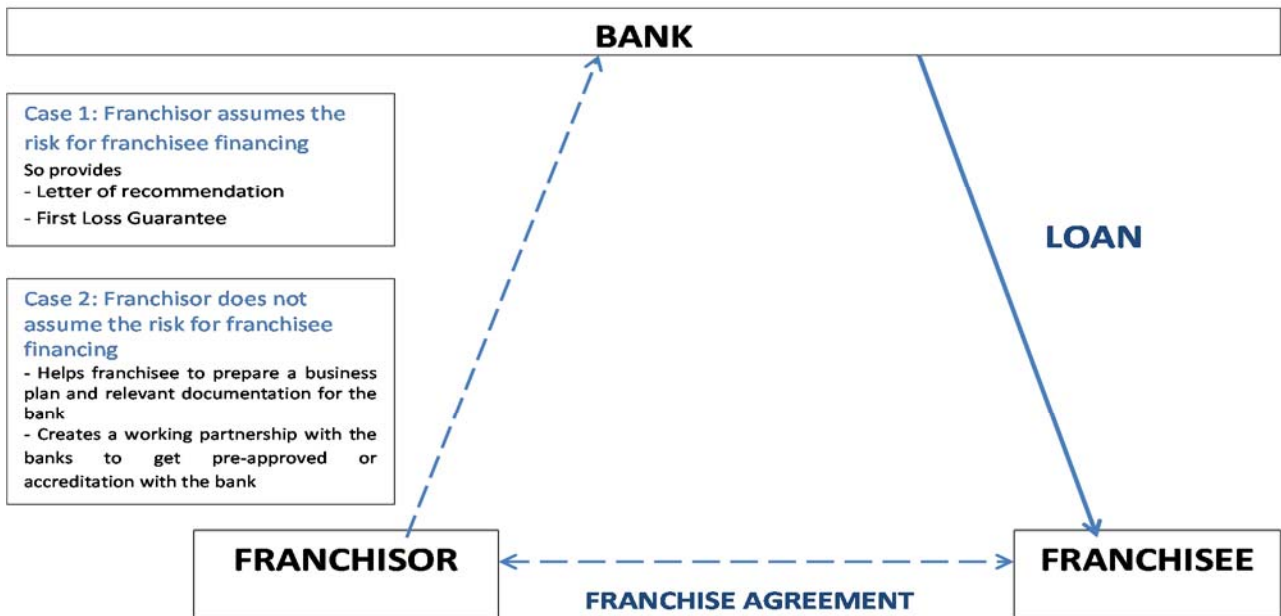 BANK
Case 1: Franchisor assumes the
risk for franchisee financing
So provides
- Letter of recommendation
- First Loss Guarantee
LOAN
Case 2: Franchisor does not
assume the risk for franchisee
financing
- Helps franchisee to prepare a business
plan and relevant documentation for the
bank
- Creates a working partnership with the
banks to get pre-approved or
accreditation with the bank
FRANCHISOR
FRANCHISEE
FRANCHISE AGREEMENT